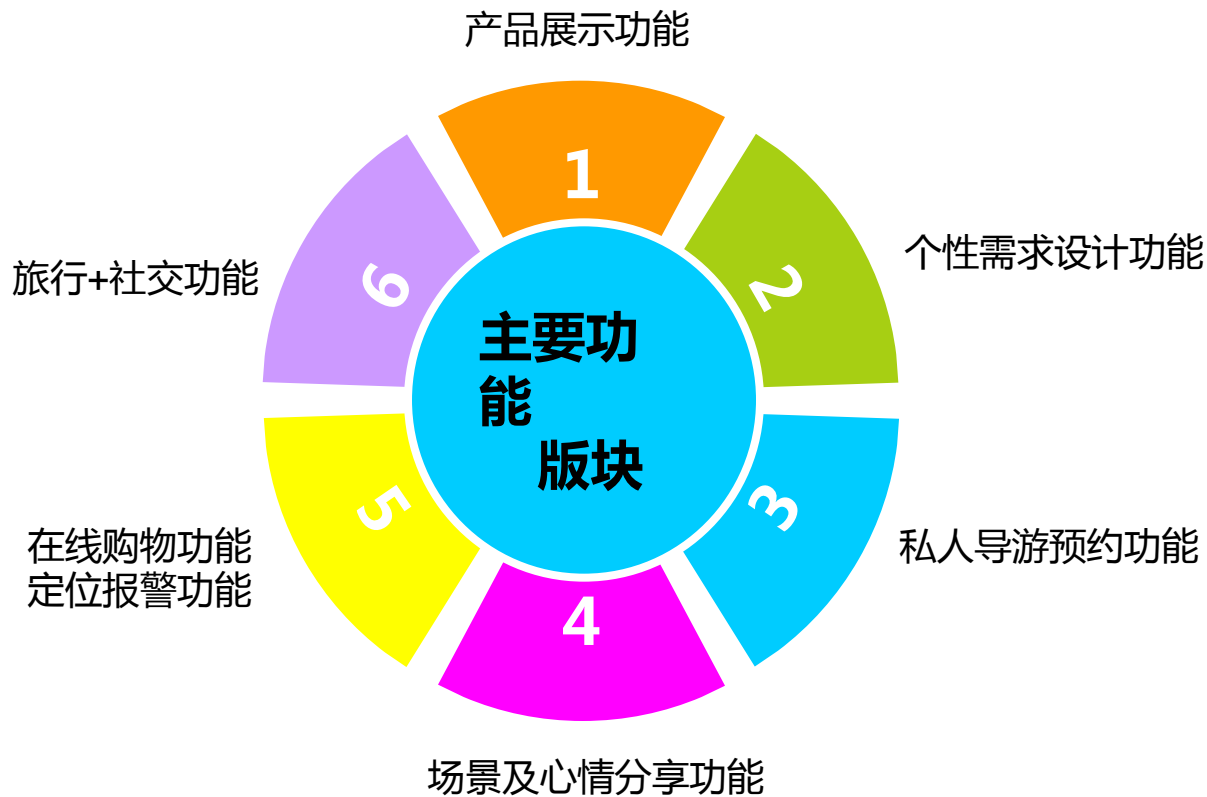 产品展示功能
1
2
个性需求设计功能
3
私人导游预约功能
4
场景及心情分享功能
5
在线购物功能
定位报警功能
6
旅行+社交功能
主要功
能
版块